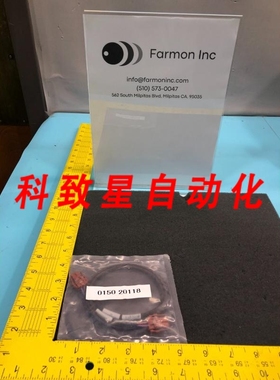 Farmon Inc
info@farmoninc.com
(510) 573-0047
560 South Milpitas Blvd. Milpitas CA. 95035
科致星自动化
0150 20118